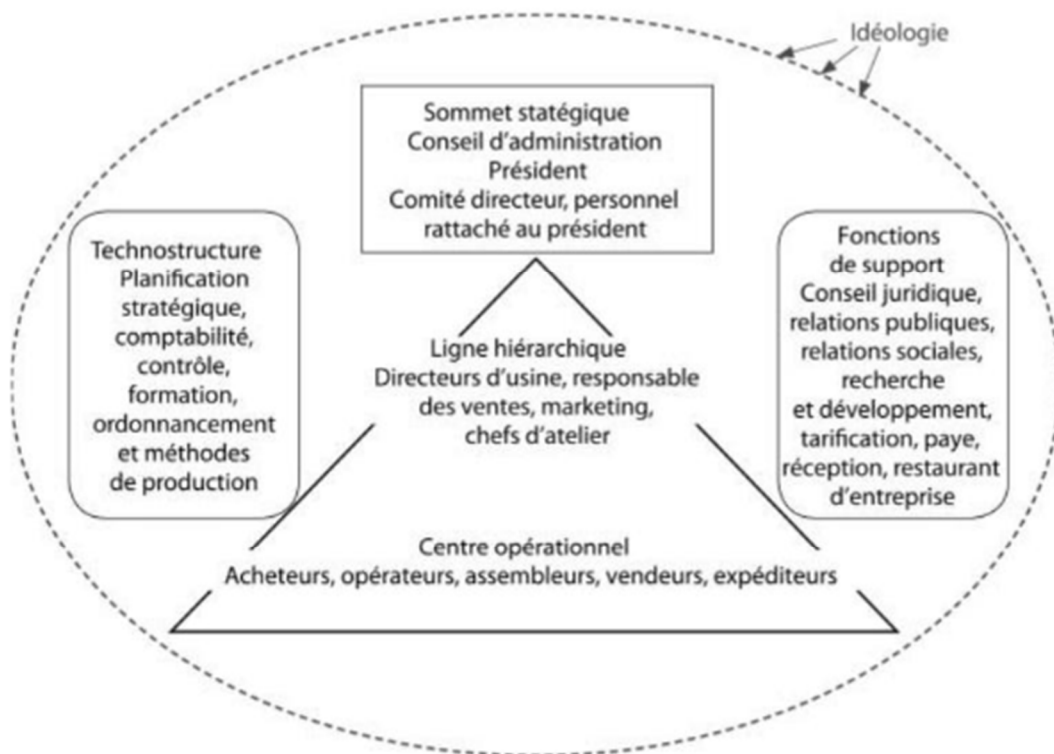 Idéologie
Sommet statégique
Conseil d'administration
Président
Comité directeur, personnel
rattaché au président
Technostructure
Planification
stratégique,
comptabilité,
contrôle,
formation,
ordonnancement
et méthodes
de production
Fonctions
de support
Conseil juridique,
relations publiques,
relations sociales,
recherche
et développement,
tarification, paye,
réception, restaurant
d'entreprise
Ligne hiérarchique
Directeurs d'usine, responsable
des ventes, marketing,
chefs d'atelier
Centre opérationnel
Acheteurs, opérateurs, assembleurs, vendeurs, expéditeurs